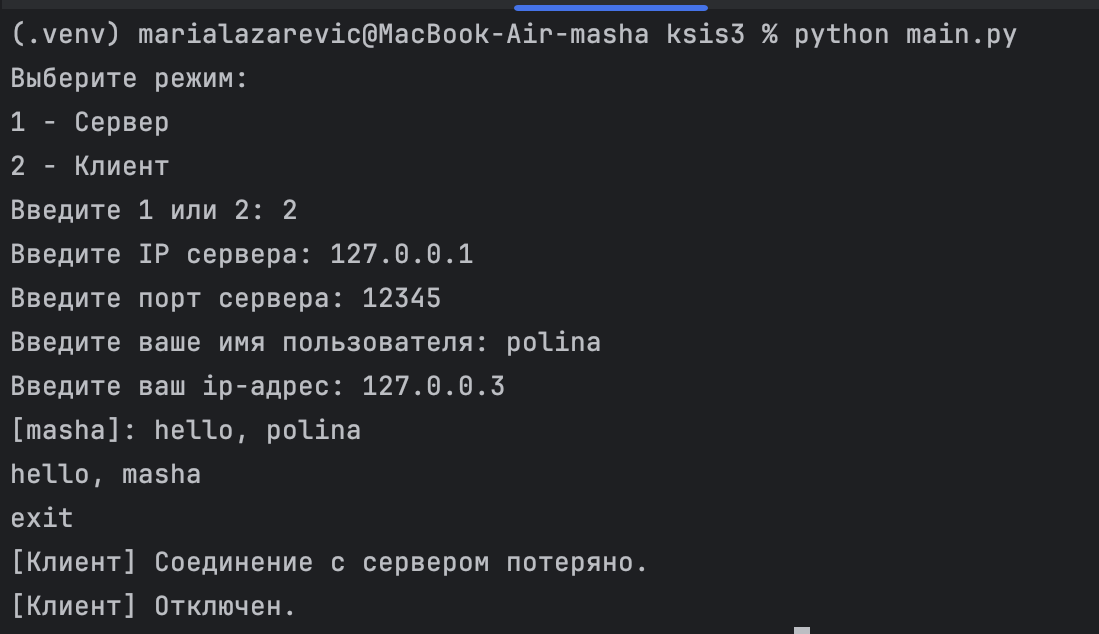 (.venv) marialazarevic@MacBook-Air-masha ksis3 % python main.py
Выберите режим:
1 - Сервер
2 - Клиент
Введите 1 или 2: 2
Введите IP сервера: 127.0.0.1
Введите порт сервера: 12345
Введите ваше имя пользователя: polina
Введите ваш ip-адрес: 127.0.0.3
[masha]: hello, polina
hello, masha
exit
[Клиент] Соединение с сервером потеряно.
[Клиент] Отключен.